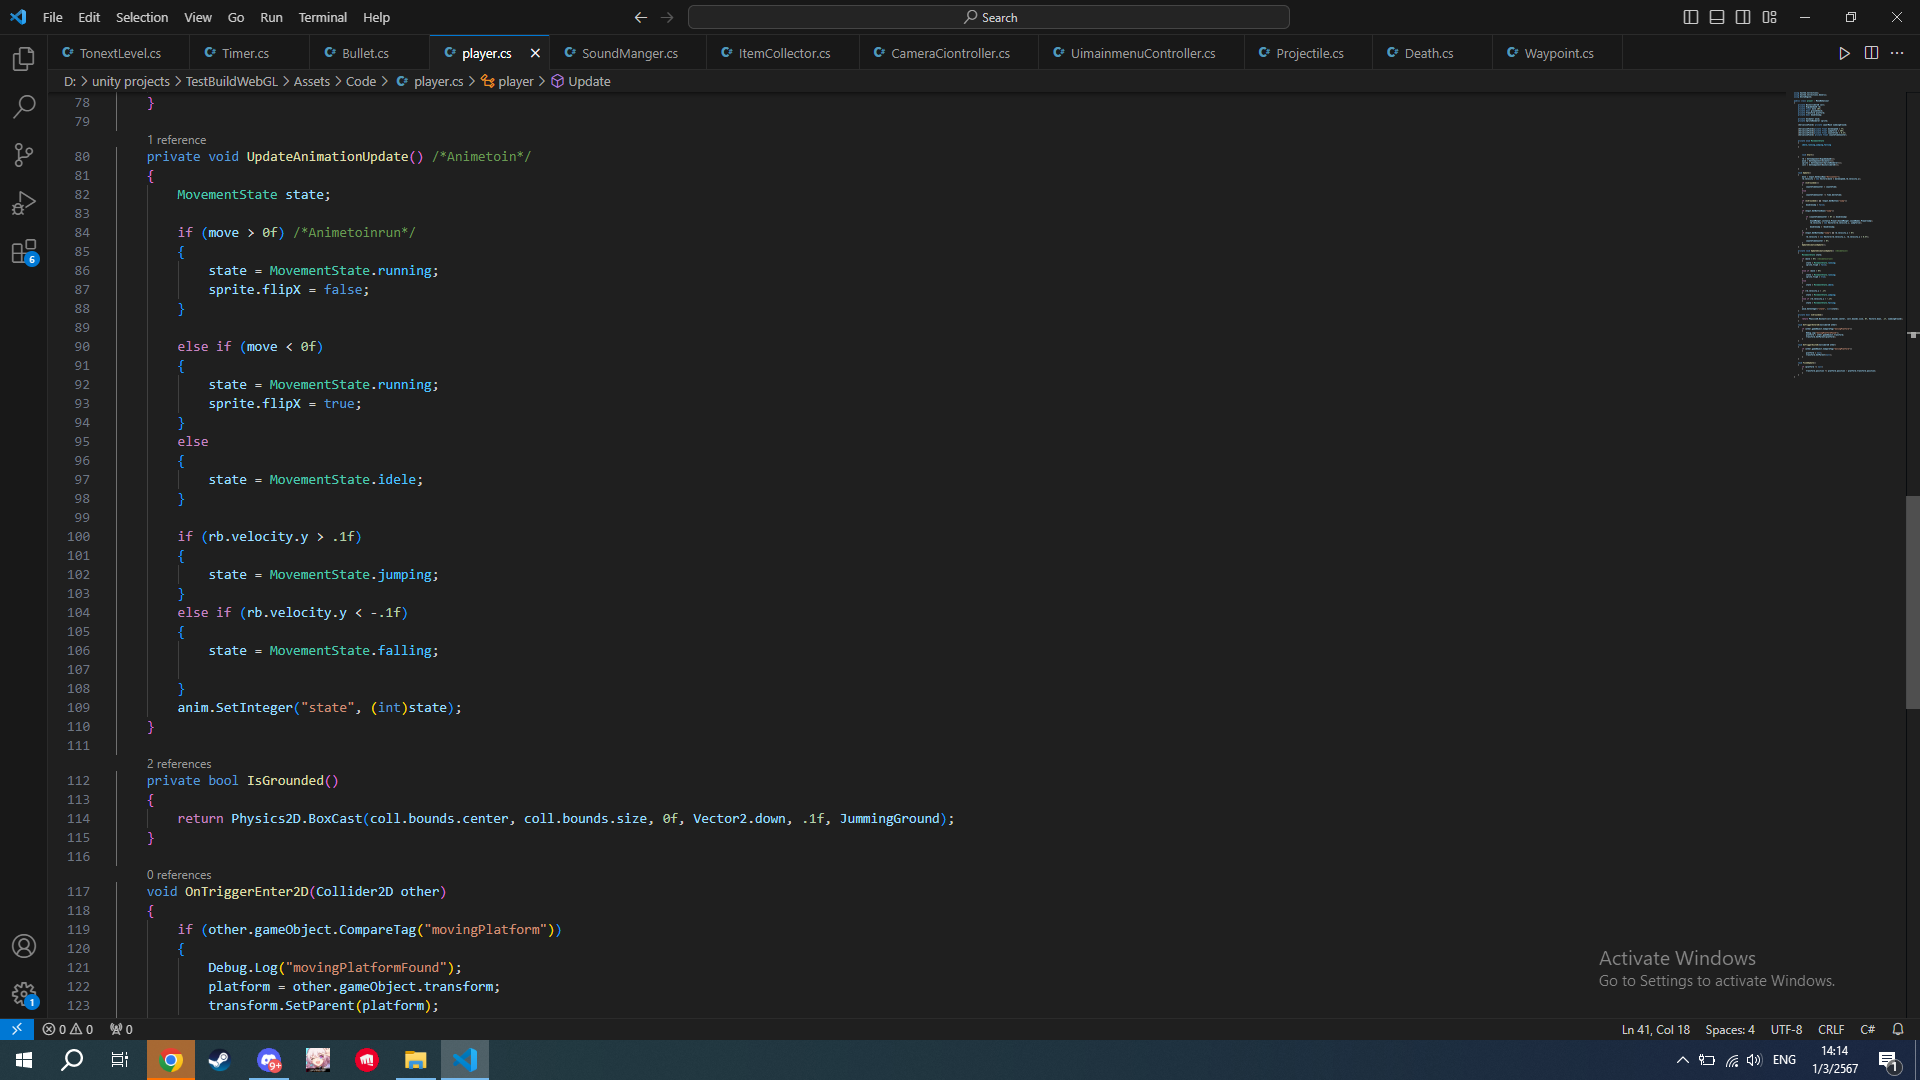 File Edit Selection View Go Run Terminal Help
Search
TonextLevel.cs Timer.cs Bullet.cs player.cs SoundManger.cs ItemCollector.cs CameraCiontroller.cs UimainmenuController.cs Projectile.cs Death.cs Waypoint.cs
D: > unity projects > TestBuildWebGL > Assets > Code > player.cs > player > Update
78 }
79
1 reference
80 private void UpdateAnimationUpdate() /*Animetoin*/
81 {
82 MovementState state;
83
84 if (move > 0f) /*Animetoinrun*/
85 {
86 state = MovementState.running;
87 sprite.flipX = false;
88 }
89
90 else if (move < 0f)
91 {
92 state = MovementState.running;
93 sprite.flipX = true;
94 }
95 else
96 {
97 state = MovementState.idele;
98 }
99
100 if (rb.velocity.y > .1f)
101 {
102 state = MovementState.jumping;
103 }
104 else if (rb.velocity.y < -.1f)
105 {
106 state = MovementState.falling;
107
108 }
109 anim.SetInteger("state", (int)state);
110 }
111
2 references
112 private bool IsGrounded()
113 {
114 return Physics2D.BoxCast(coll.bounds.center, coll.bounds.size, 0f, Vector2.down, .1f, JummingGround);
115 }
116
0 references
117 void OnTriggerEnter2D(Collider2D other)
118 {
119 if (other.gameObject.CompareTag("movingPlatform"))
120 {
121 Debug.Log("movingPlatformFound");
122 platform = other.gameObject.transform;
123 transform.SetParent(platform);
6
1
Activate Windows
Go to Settings to activate Windows.
0 0 0
Ln 41, Col 18 Spaces: 4 UTF-8 CRLF C#
9+
ENG
14:14
1/3/2567
1